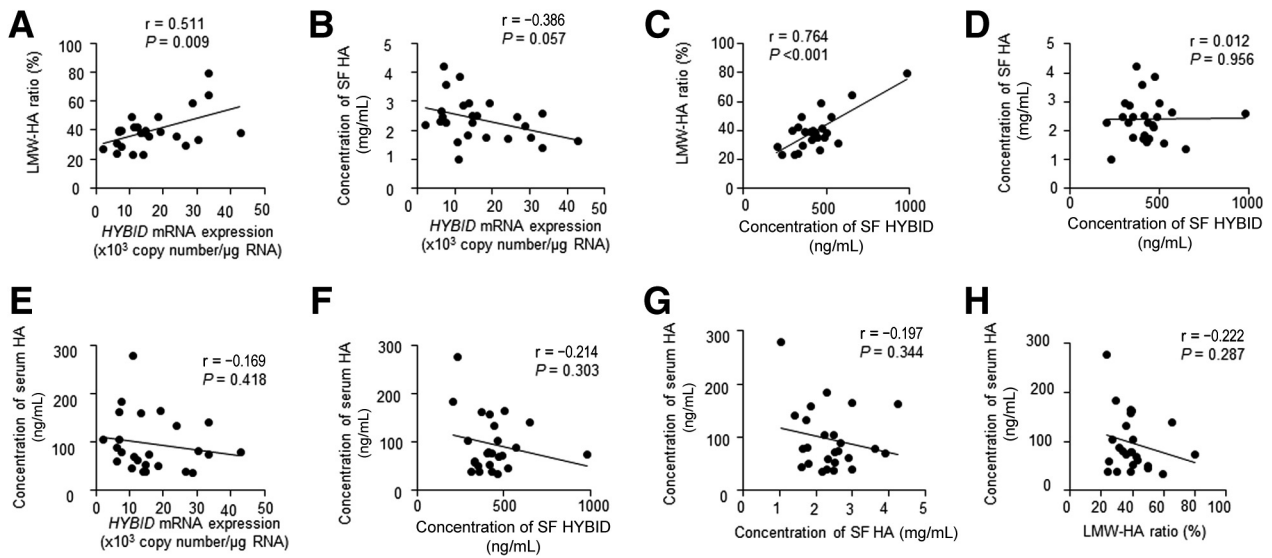 A
r = 0.511
P = 0.009
LMW-HA ratio (%)
100
80
60
40
20
0
0 10 20 30 40 50
HYBID mRNA expression
(x10³ copy number/µg RNA)
B
r = −0.386
P = 0.057
Concentration of SF HA
(mg/mL)
5
4
3
2
1
0
0 10 20 30 40 50
HYBID mRNA expression
(x10³ copy number/µg RNA)
C
r = 0.764
P <0.001
LMW-HA ratio (%)
100
80
60
40
20
0
0 500 1000
Concentration of SF HYBID
(ng/mL)
D
r = 0.012
P = 0.956
Concentration of SF HA
(mg/mL)
5
4
3
2
1
0
0 500 1000
Concentration of SF HYBID
(ng/mL)
E
r = −0.169
P = 0.418
Concentration of serum HA
(ng/mL)
300
200
100
0
0 10 20 30 40 50
HYBID mRNA expression
(x10³ copy number/µg RNA)
F
r = −0.214
P = 0.303
Concentration of serum HA
(ng/mL)
300
200
100
0
0 500 1000
Concentration of SF HYBID
(ng/mL)
G
r = −0.197
P = 0.344
Concentration of serum HA
(ng/mL)
300
200
100
0
0 1 2 3 4 5
Concentration of SF HA (mg/mL)
H
r = −0.222
P = 0.287
Concentration of serum HA
(ng/mL)
300
200
100
0
0 20 40 60 80 100
LMW-HA ratio (%)